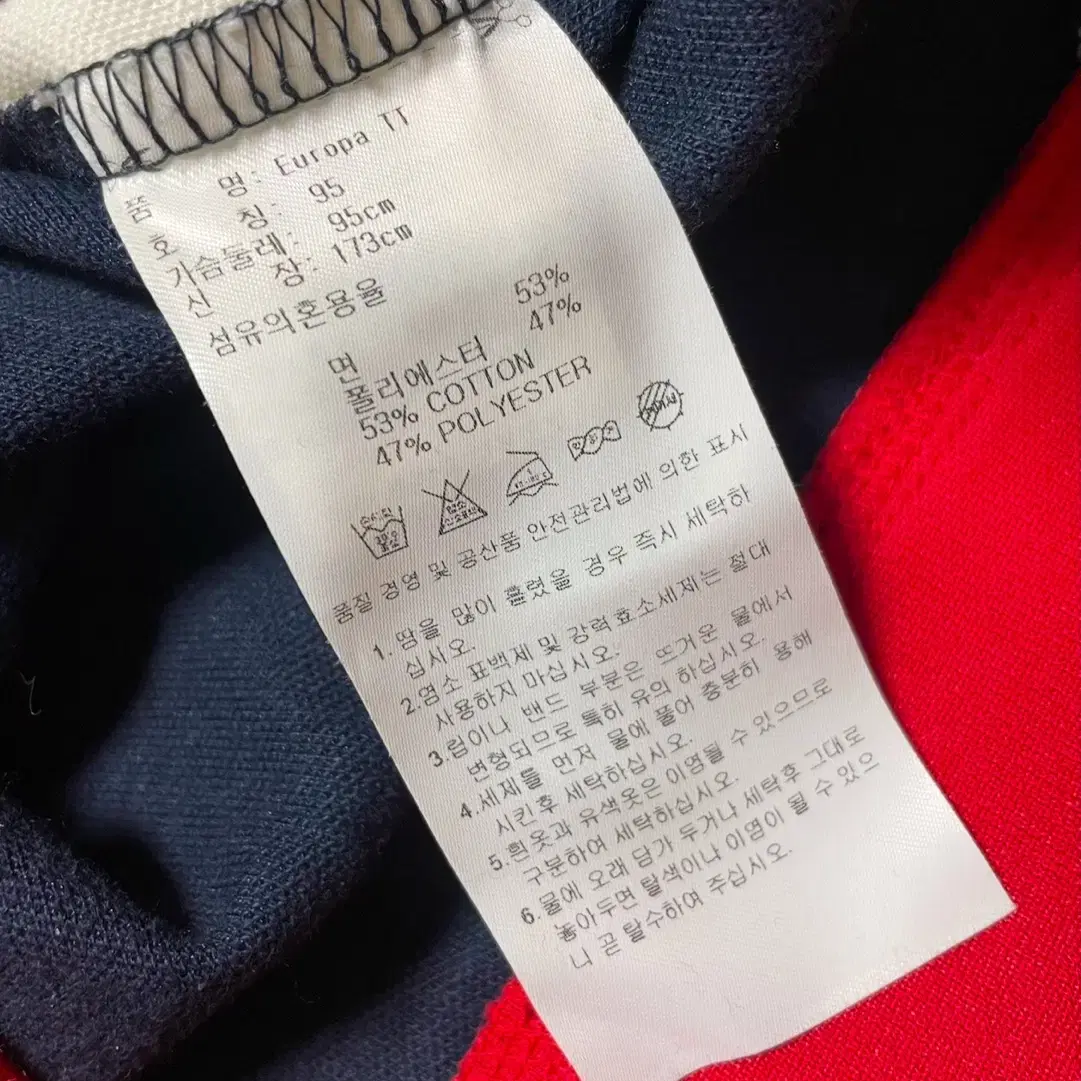 품 명: Europa TT
호 칭: 95
가슴둘레: 95cm
신 장: 173cm
섬유의혼용율
면 53%
폴리에스터 47%
53% COTTON
47% POLYESTER
품질 경영 및 공산품 안전관리법에 의한 표시
1. 땀을 많이 흘렸을 경우 즉시 세탁하
십시오.
2.염소 표백제 및 강력효소세제는 절대
사용하지 마십시오.
3.립이나 밴드 부분은 뜨거운 물에서
변형되므로 특히 유의 하십시오.
4.세제를 먼저 물에 풀어 충분히 용해
시킨후 세탁하십시오.
5.흰옷과 유색옷은 이염될 수 있으므로
구분하여 세탁하십시오.
6.물에 오래 담가 두거나 세탁후 그대로
놓아두면 탈색이나 이염이 될 수 있으
니 곧 탈수하여 주십시오.